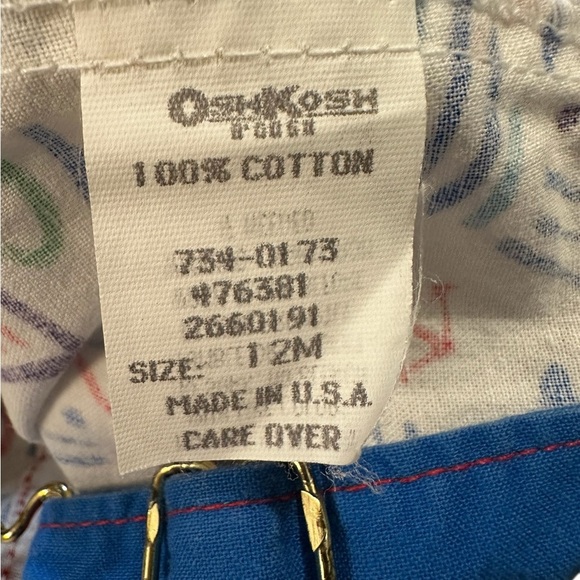 OSHKOSH
B'GOSH
100% COTTON
734-0173
476381
2660191
SIZE: 12M
MADE IN U.S.A.
CARE OVER